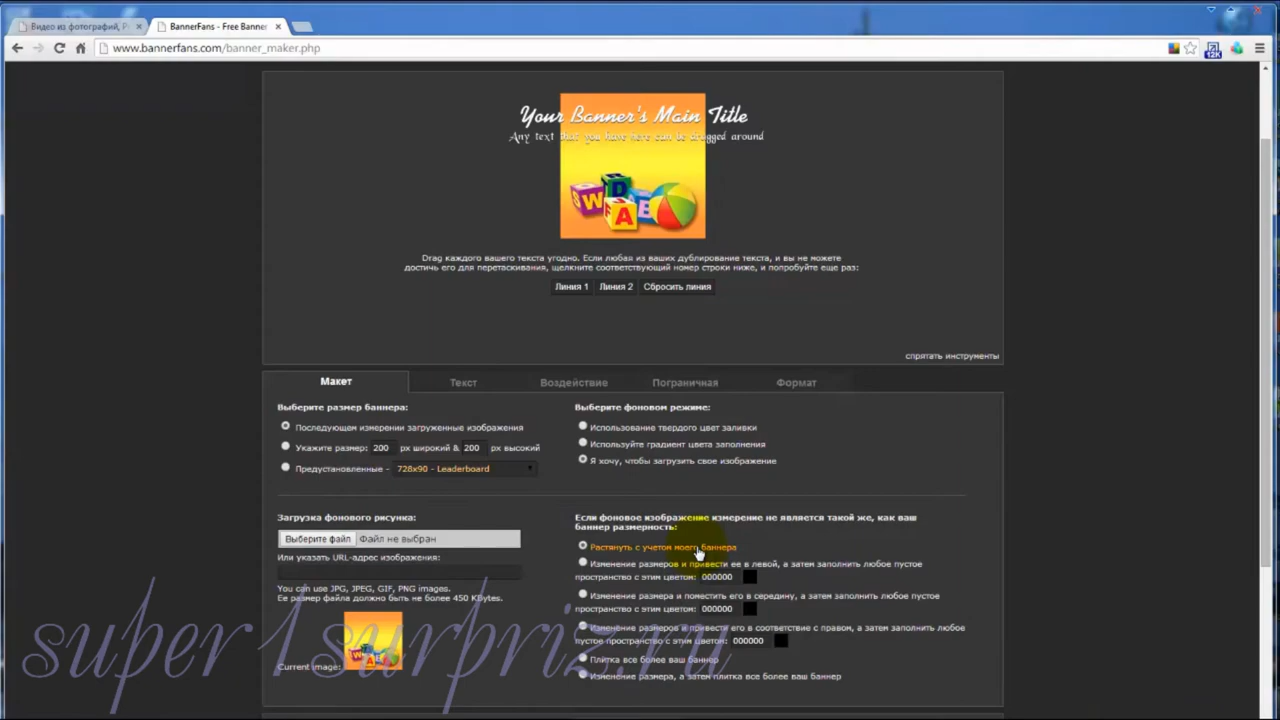 Видео из фотографий, P
BannerFans - Free Banner
www.bannerfans.com/banner_maker.php
12K
Your Banner's Main Title
Any text that you have here can be dragged around
S W D F A E
Drag каждого вашего текста угодно. Если любая из ваших дублирование текста, и вы не можете
достичь его для перетаскивания, щелкните соответствующий номер строки ниже, и попробуйте еще раз:
Линия 1 Линия 2 Сбросить линия
спрятать инструменты
Макет Текст Воздействие Пограничная Формат
Выберите размер баннера:
Последующем измерении загруженные изображения
Укажите размер: 200 px широкий & 200 px высокий
Предустановленные - 728x90 - Leaderboard
Выберите фоновом режиме:
Использование твердого цвет заливки
Используйте градиент цвета заполнения
Я хочу, чтобы загрузить свое изображение
Загрузка фонового рисунка:
Выберите файл Файл не выбран
Или указать URL-адрес изображения:
You can use JPG, JPEG, GIF, PNG images.
Ее размер файла должно быть не более 450 KBytes.
Current image:
Если фоновое изображение измерение не является такой же, как ваш
баннер размерность:
Растянуть с учетом моего баннера
Изменение размеров и привести ее в левой, а затем заполнить любое пустое
пространство с этим цветом: 000000
Изменение размера и поместить его в середину, а затем заполнить любое пустое
пространство с этим цветом: 000000
Изменение размеров и привести его в соответствие с правом, а затем заполнить любое
пустое пространство с этим цветом: 000000
Плитка все более ваш баннер
Изменение размера, а затем плитка все более ваш баннер
super1surpriz.ru